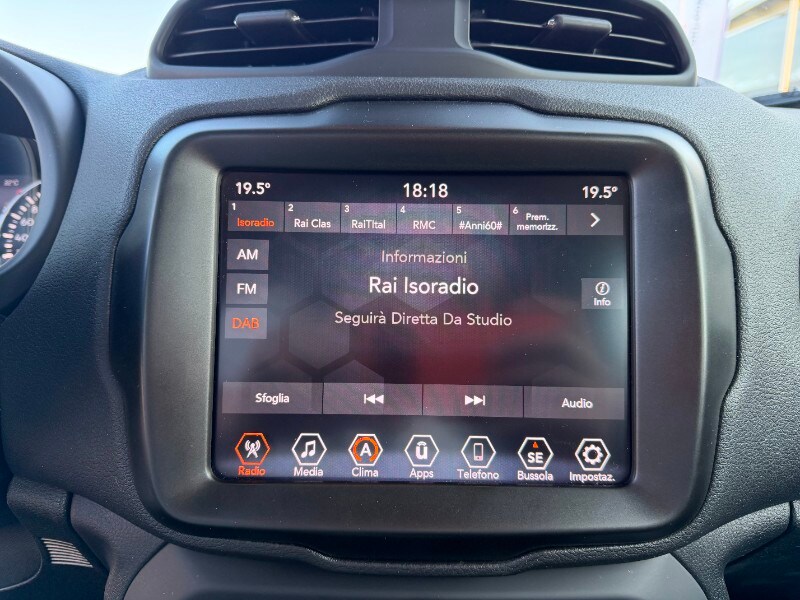 19.5° 18:18 19.5°
1 Isoradio 2 Rai Clas 3 RaiTital 4 RMC 5 #Anni60# 6 Prem. memorizz.
AM
Informazioni
FM
Rai Isoradio
Info
DAB
Seguirà Diretta Da Studio
Sfoglia
Audio
A
SE
Radio Media Clima Apps Telefono Bussola Impostaz.